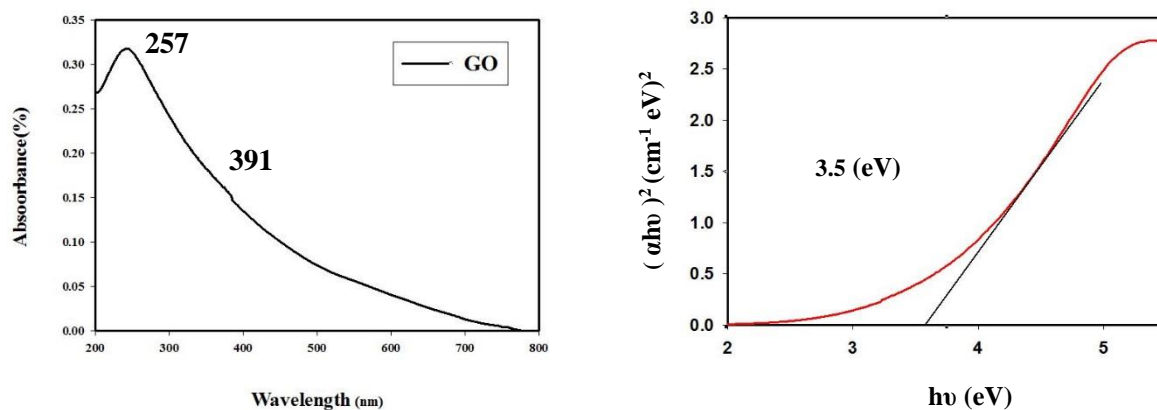 257
391
GO
Absoorbance(%)
0.35
0.30
0.25
0.20
0.15
0.10
0.05
0.00
200 300 400 500 600 700 800
Wavelength (nm)
3.5 (eV)
( αhυ )² (cm⁻¹ eV)²
3.0
2.5
2.0
1.5
1.0
0.5
0.0
2 3 4 5
hυ (eV)